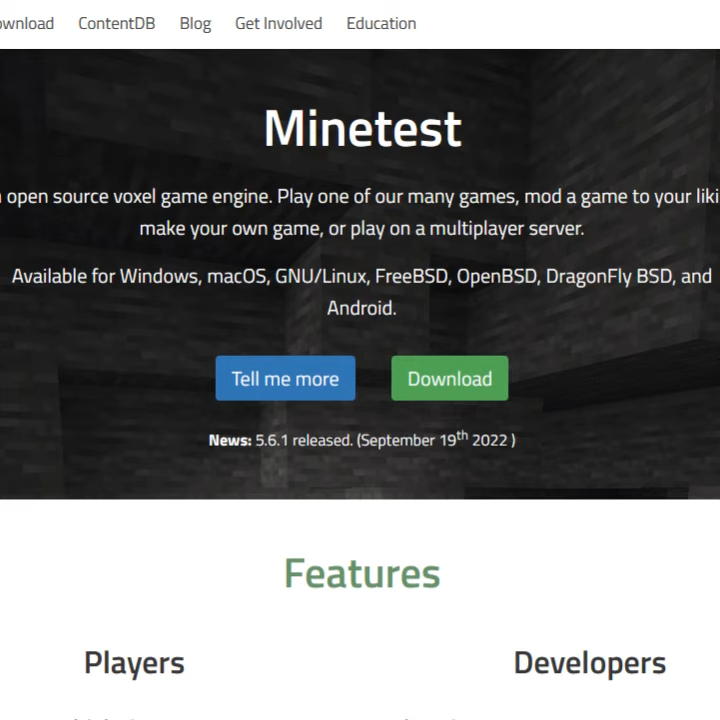 ContentDB Blog Get Involved Education
Minetest
open source voxel game engine. Play one of our many games, mod a game to your
make your own game, or play on a multiplayer server.
Available for Windows, macOS, GNU/Linux, FreeBSD, OpenBSD, DragonFly BSD, and
Android.
Tell me more Download
News: 5.6.1 released. (September 19th 2022 )
Features
Players Developers